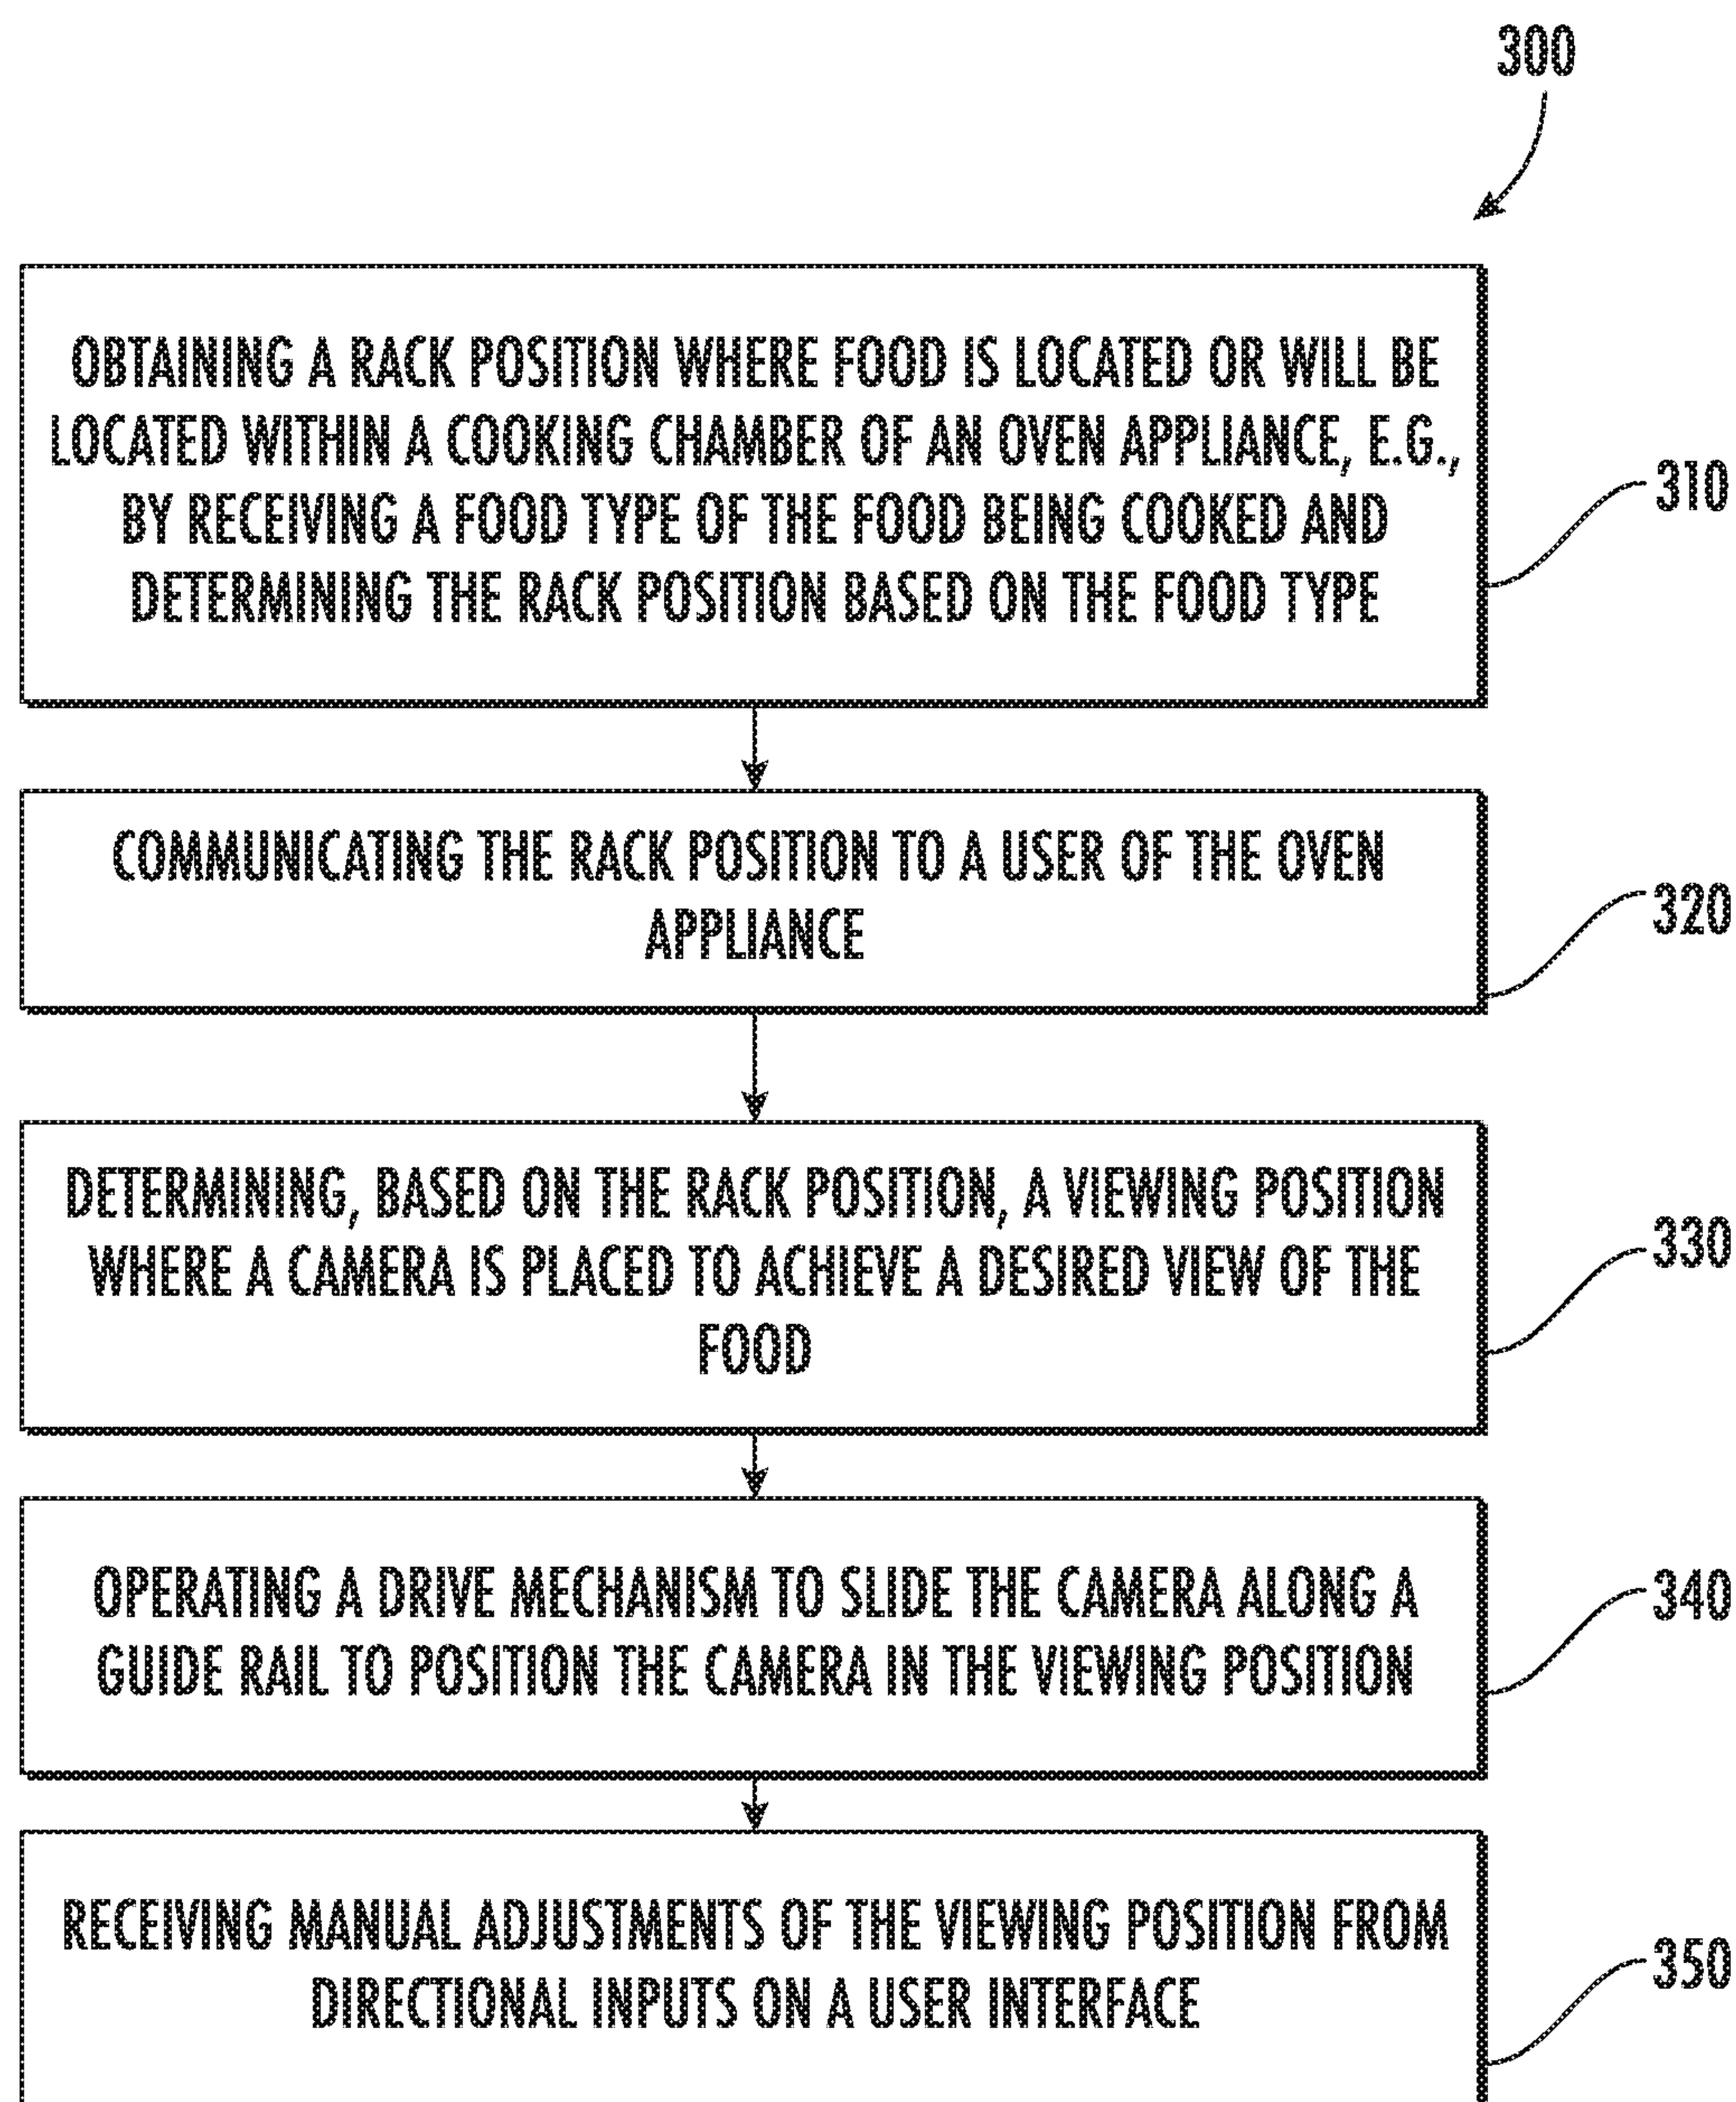 300
OBTAINING A RACK POSITION WHERE FOOD IS LOCATED OR WILL BE
LOCATED WITHIN A COOKING CHAMBER OF AN OVEN APPLIANCE, E.G.,
BY RECEIVING A FOOD TYPE OF THE FOOD BEING COOKED AND
DETERMINING THE RACK POSITION BASED ON THE FOOD TYPE
310
COMMUNICATING THE RACK POSITION TO A USER OF THE OVEN
APPLIANCE
320
DETERMINING, BASED ON THE RACK POSITION, A VIEWING POSITION
WHERE A CAMERA IS PLACED TO ACHIEVE A DESIRED VIEW OF THE
FOOD
330
OPERATING A DRIVE MECHANISM TO SLIDE THE CAMERA ALONG A
GUIDE RAIL TO POSITION THE CAMERA IN THE VIEWING POSITION
340
RECEIVING MANUAL ADJUSTMENTS OF THE VIEWING POSITION FROM
DIRECTIONAL INPUTS ON A USER INTERFACE
350